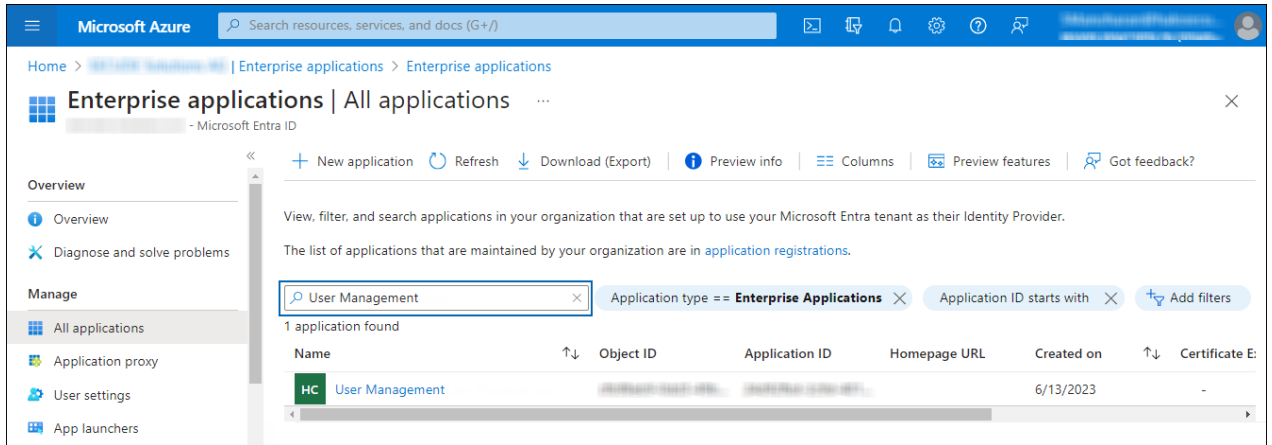 Microsoft Azure
Search resources, services, and docs (G+/)
Home > | Enterprise applications > Enterprise applications
Enterprise applications | All applications ...
- Microsoft Entra ID
+ New application Refresh Download (Export) Preview info Columns Preview features Got feedback?
Overview
Overview
Diagnose and solve problems
Manage
All applications
Application proxy
User settings
App launchers
View, filter, and search applications in your organization that are set up to use your Microsoft Entra tenant as their Identity Provider.
The list of applications that are maintained by your organization are in application registrations.
User Management
Application type == Enterprise Applications
Application ID starts with
Add filters
1 application found
Name Object ID Application ID Homepage URL Created on Certificate E
HC User Management 6/13/2023 -